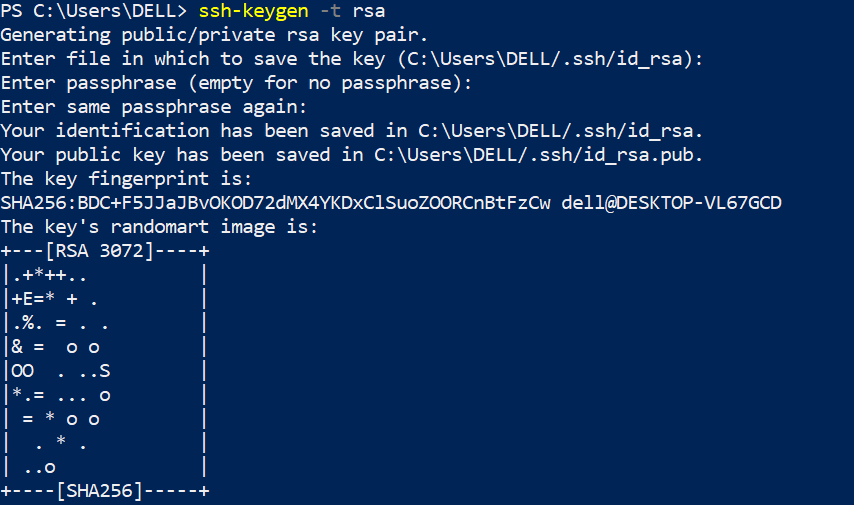 PS C:\Users\DELL> ssh-keygen -t rsa
Generating public/private rsa key pair.
Enter file in which to save the key (C:\Users\DELL/.ssh/id_rsa):
Enter passphrase (empty for no passphrase):
Enter same passphrase again:
Your identification has been saved in C:\Users\DELL/.ssh/id_rsa.
Your public key has been saved in C:\Users\DELL/.ssh/id_rsa.pub.
The key fingerprint is:
SHA256:BDC+F5JJaJBvOKOD72dMX4YKDxClSuoZOORCnBtFzCw dell@DESKTOP-VL67GCD
The key's randomart image is:
+---[RSA 3072]----+
|.+*++..          |
|+E=* + .         |
|.%. = . .        |
|& =  o o         |
|OO  . ..S        |
|*.= ... o        |
| = * o o         |
|  . * .          |
| ..o             |
+----[SHA256]-----+